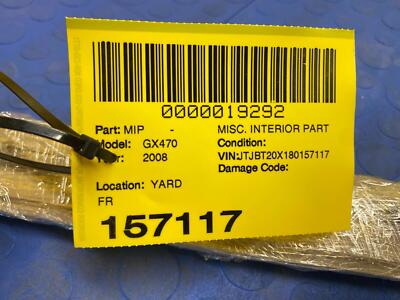 0000019292
Part: MIP - MISC. INTERIOR PART
Model: GX470 Condition:
2008 VIN:JTJBT20X180157117
Damage Code:
Location: YARD
FR
157117